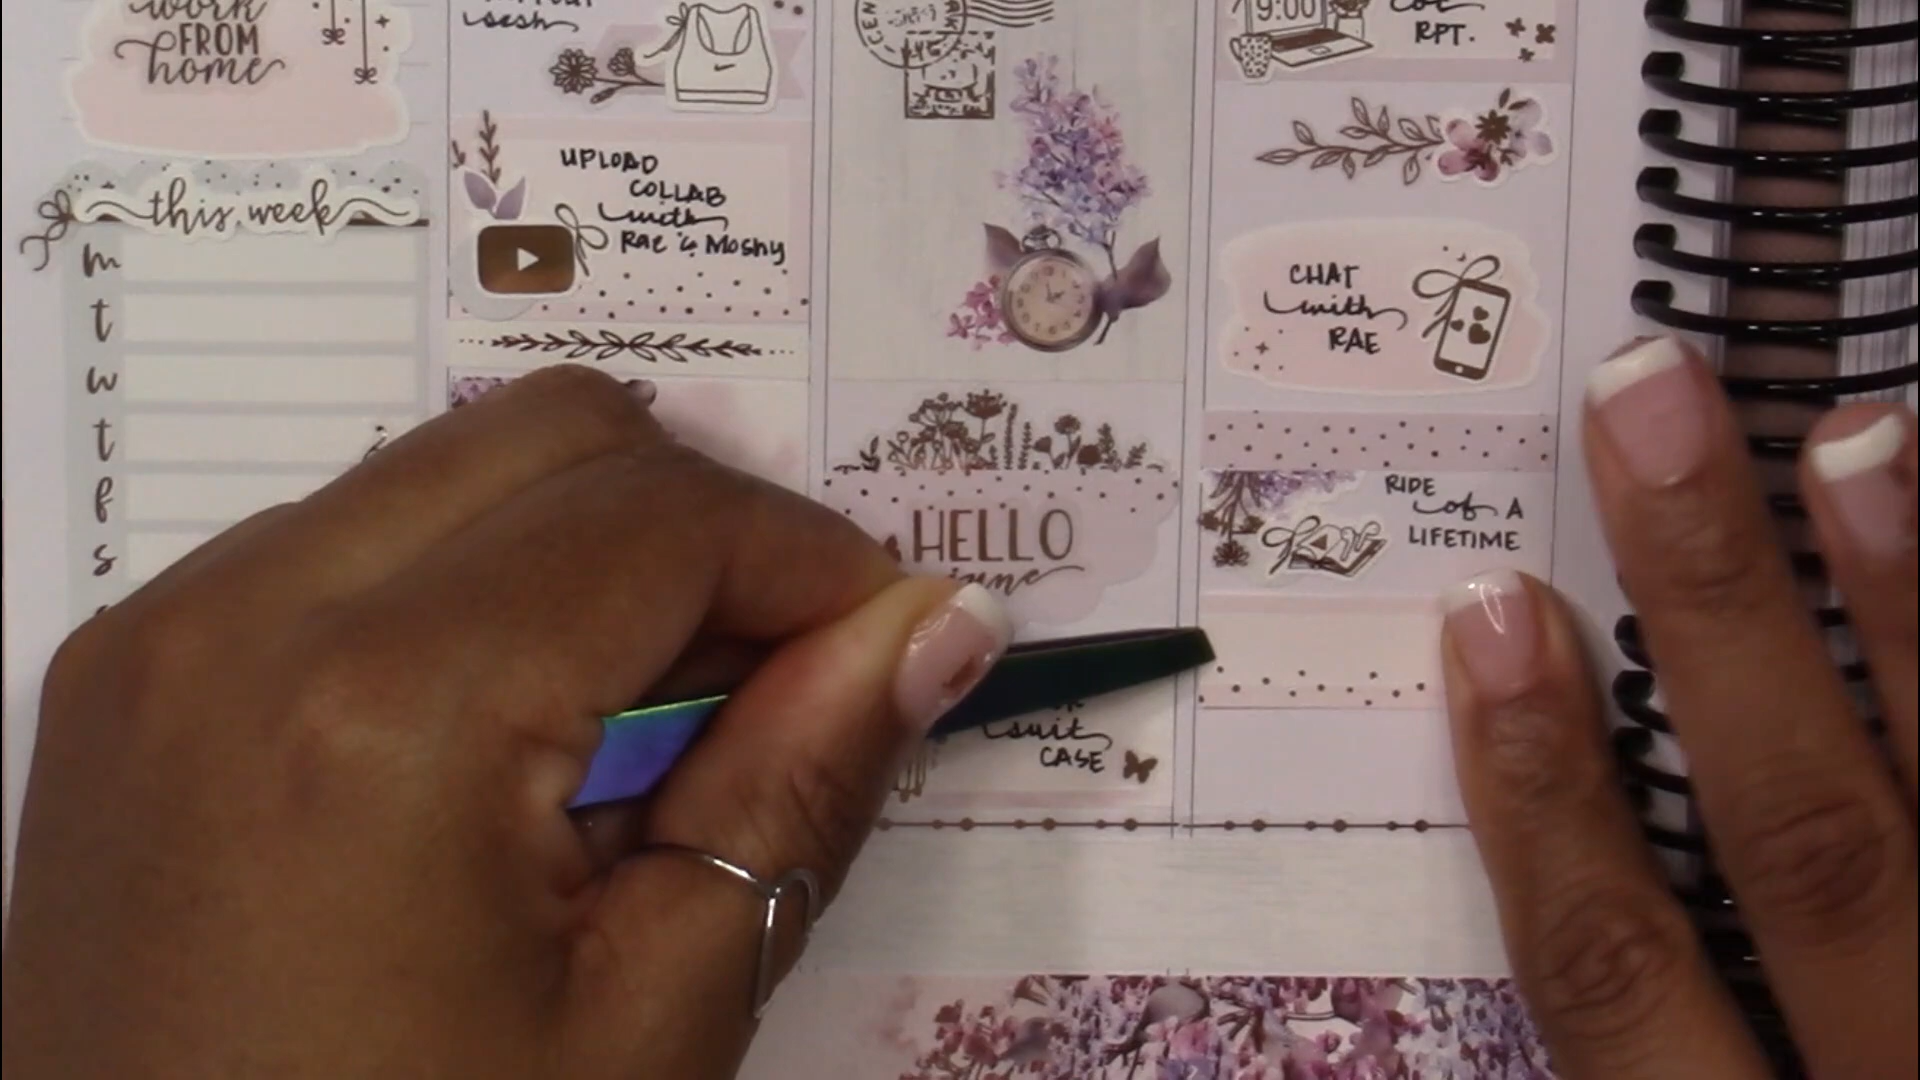 work
FROM
home
this week
m
t
w
t
f
s
sesh
UPLOAD
COLLAB
with
RAE & MOSHY
HELLO
june
suit
CASE
9:00
RPT.
CHAT
with
RAE
RIDE
of A
LIFETIME